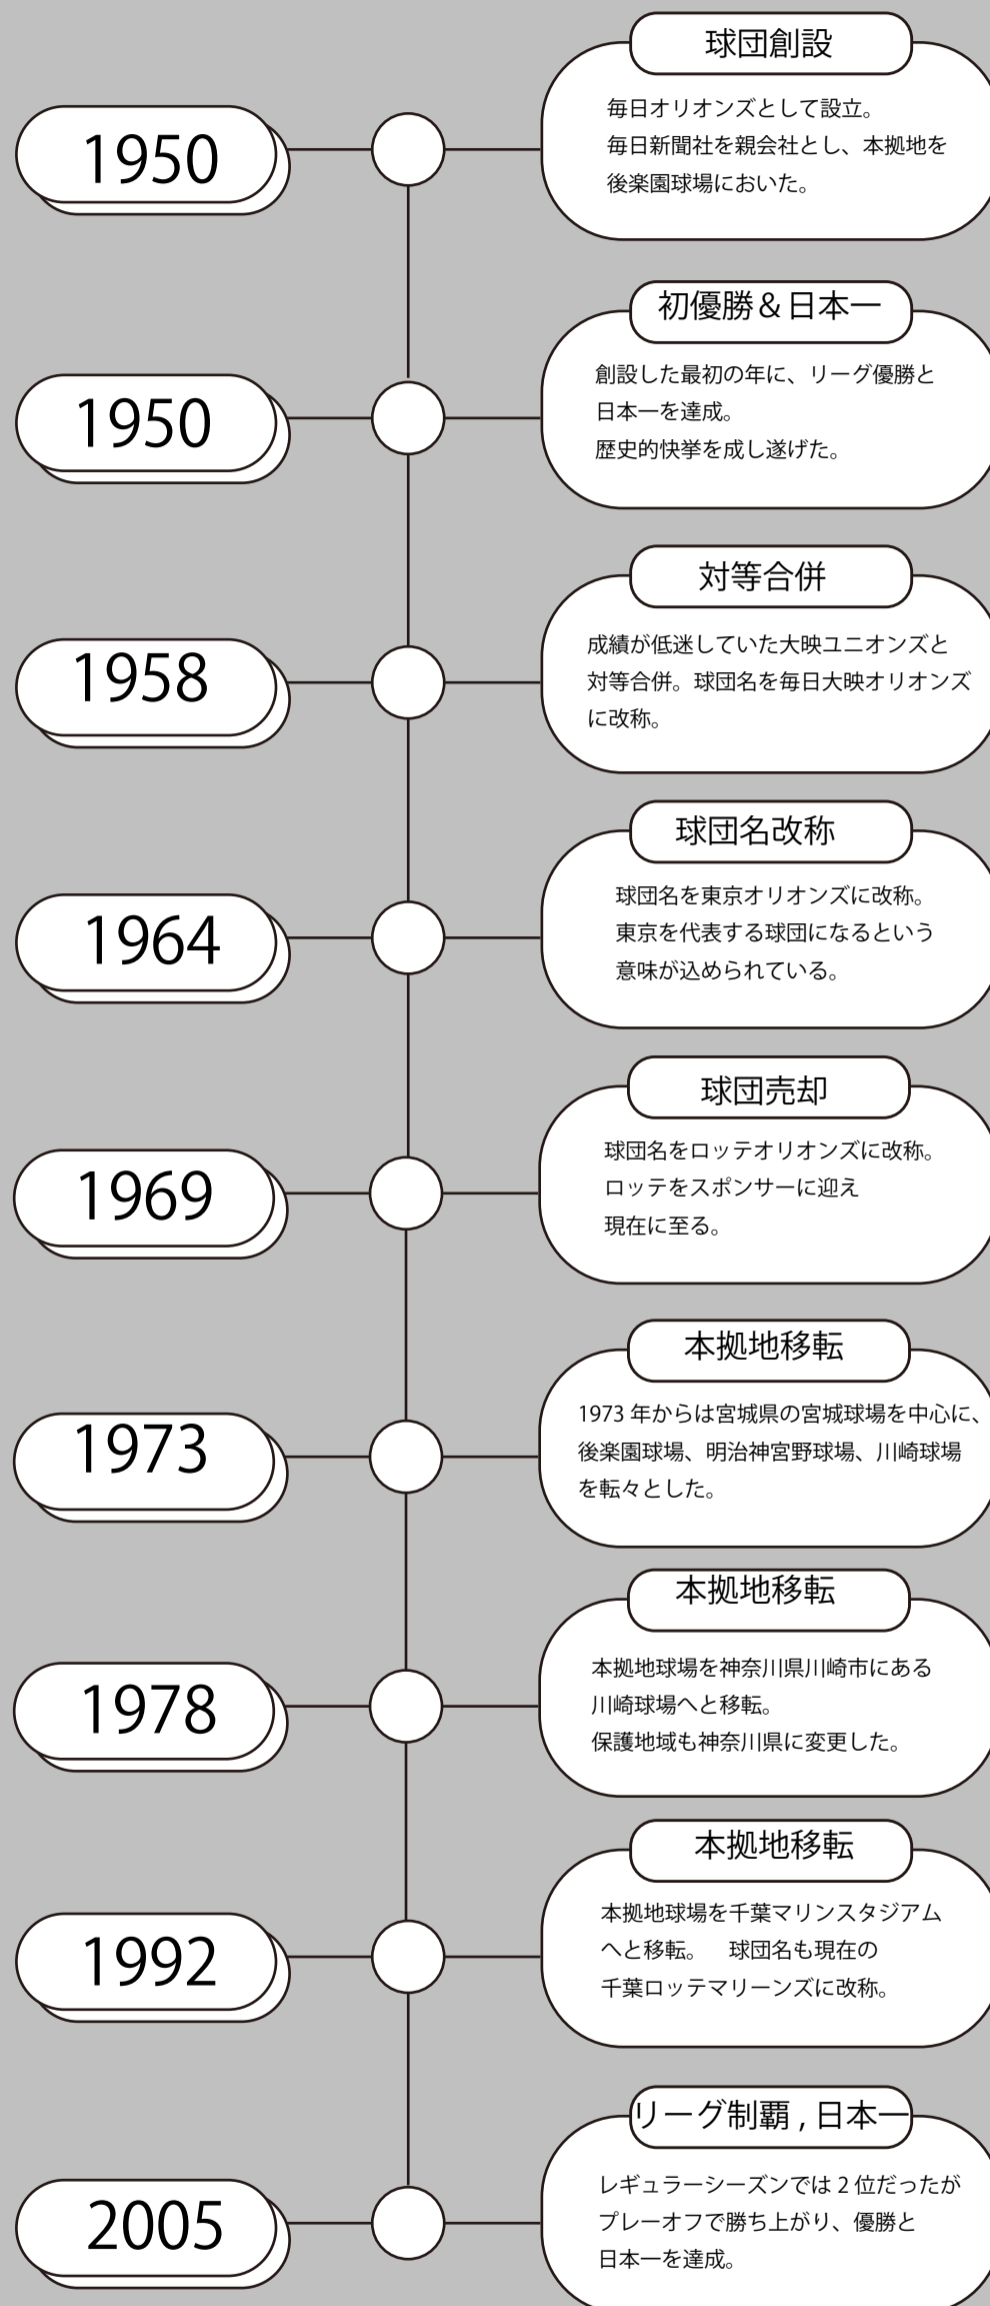 球団創設
1950
毎日オリオンズとして設立。
毎日新聞社を親会社とし、本拠地を
後楽園球場においた。
初優勝&日本一
1950
創設した最初の年に、リーグ優勝と
日本一を達成。
歴史的快挙を成し遂げた。
対等合併
1958
成績が低迷していた大映ユニオンズと
対等合併。球団名を毎日大映オリオンズ
に改称。
球団名改称
1964
球団名を東京オリオンズに改称。
東京を代表する球団になるという
意味が込められている。
球団売却
1969
球団名をロッテオリオンズに改称。
ロッテをスポンサーに迎え
現在に至る。
本拠地移転
1973
1973 年からは宮城県の宮城球場を中心に、
後楽園球場、明治神宮野球場、川崎球場
を転々とした。
本拠地移転
1978
本拠地球場を神奈川県川崎市にある
川崎球場へと移転。
保護地域も神奈川県に変更した。
本拠地移転
1992
本拠地球場を千葉マリンスタジアム
へと移転。　球団名も現在の
千葉ロッテマリーンズに改称。
リーグ制覇 , 日本一
2005
レギュラーシーズンでは 2 位だったが
プレーオフで勝ち上がり、優勝と
日本一を達成。